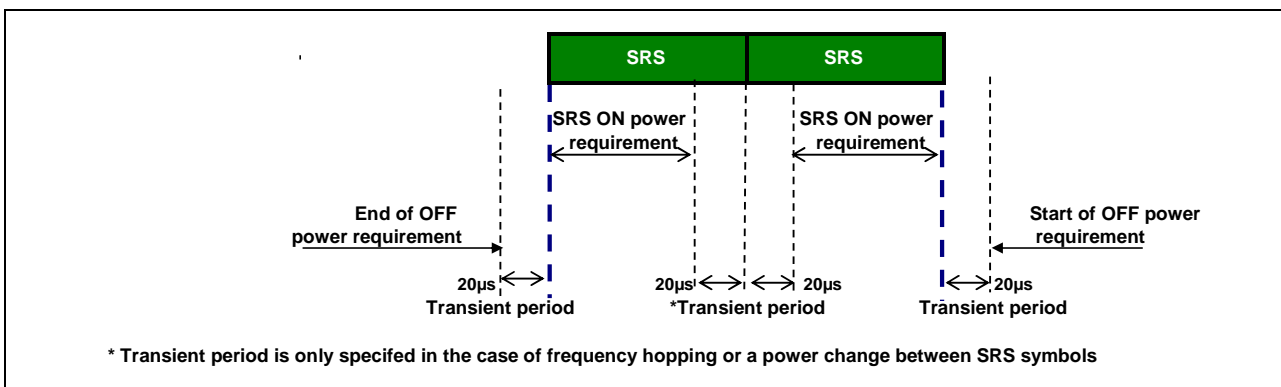 SRS SRS
SRS ON power
requirement
SRS ON power
requirement
End of OFF
power requirement
Start of OFF power
requirement
20µs 20µs 20µs 20µs
Transient period *Transient period Transient period
* Transient period is only specifed in the case of frequency hopping or a power change between SRS symbols